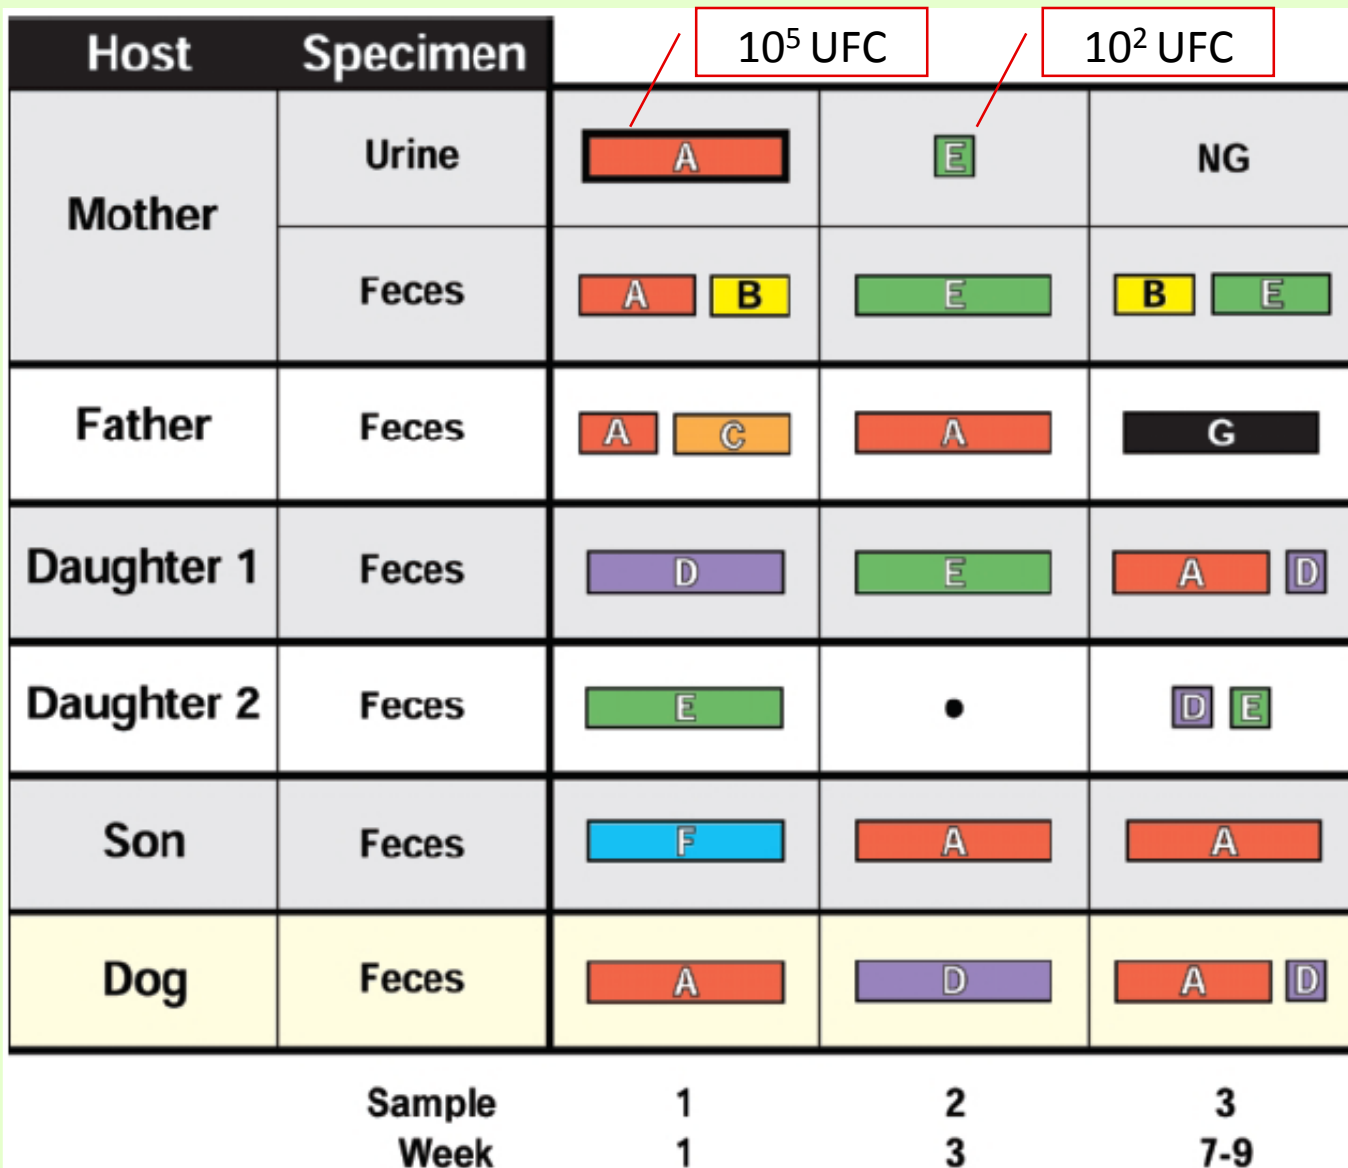 Host Specimen 10⁵ UFC 10² UFC
Mother Urine A E NG
Feces A B E B E
Father Feces A C A G
Daughter 1 Feces D E A D
Daughter 2 Feces E • D E
Son Feces F A A
Dog Feces A D A D
Sample 1 2 3
Week 1 3 7-9